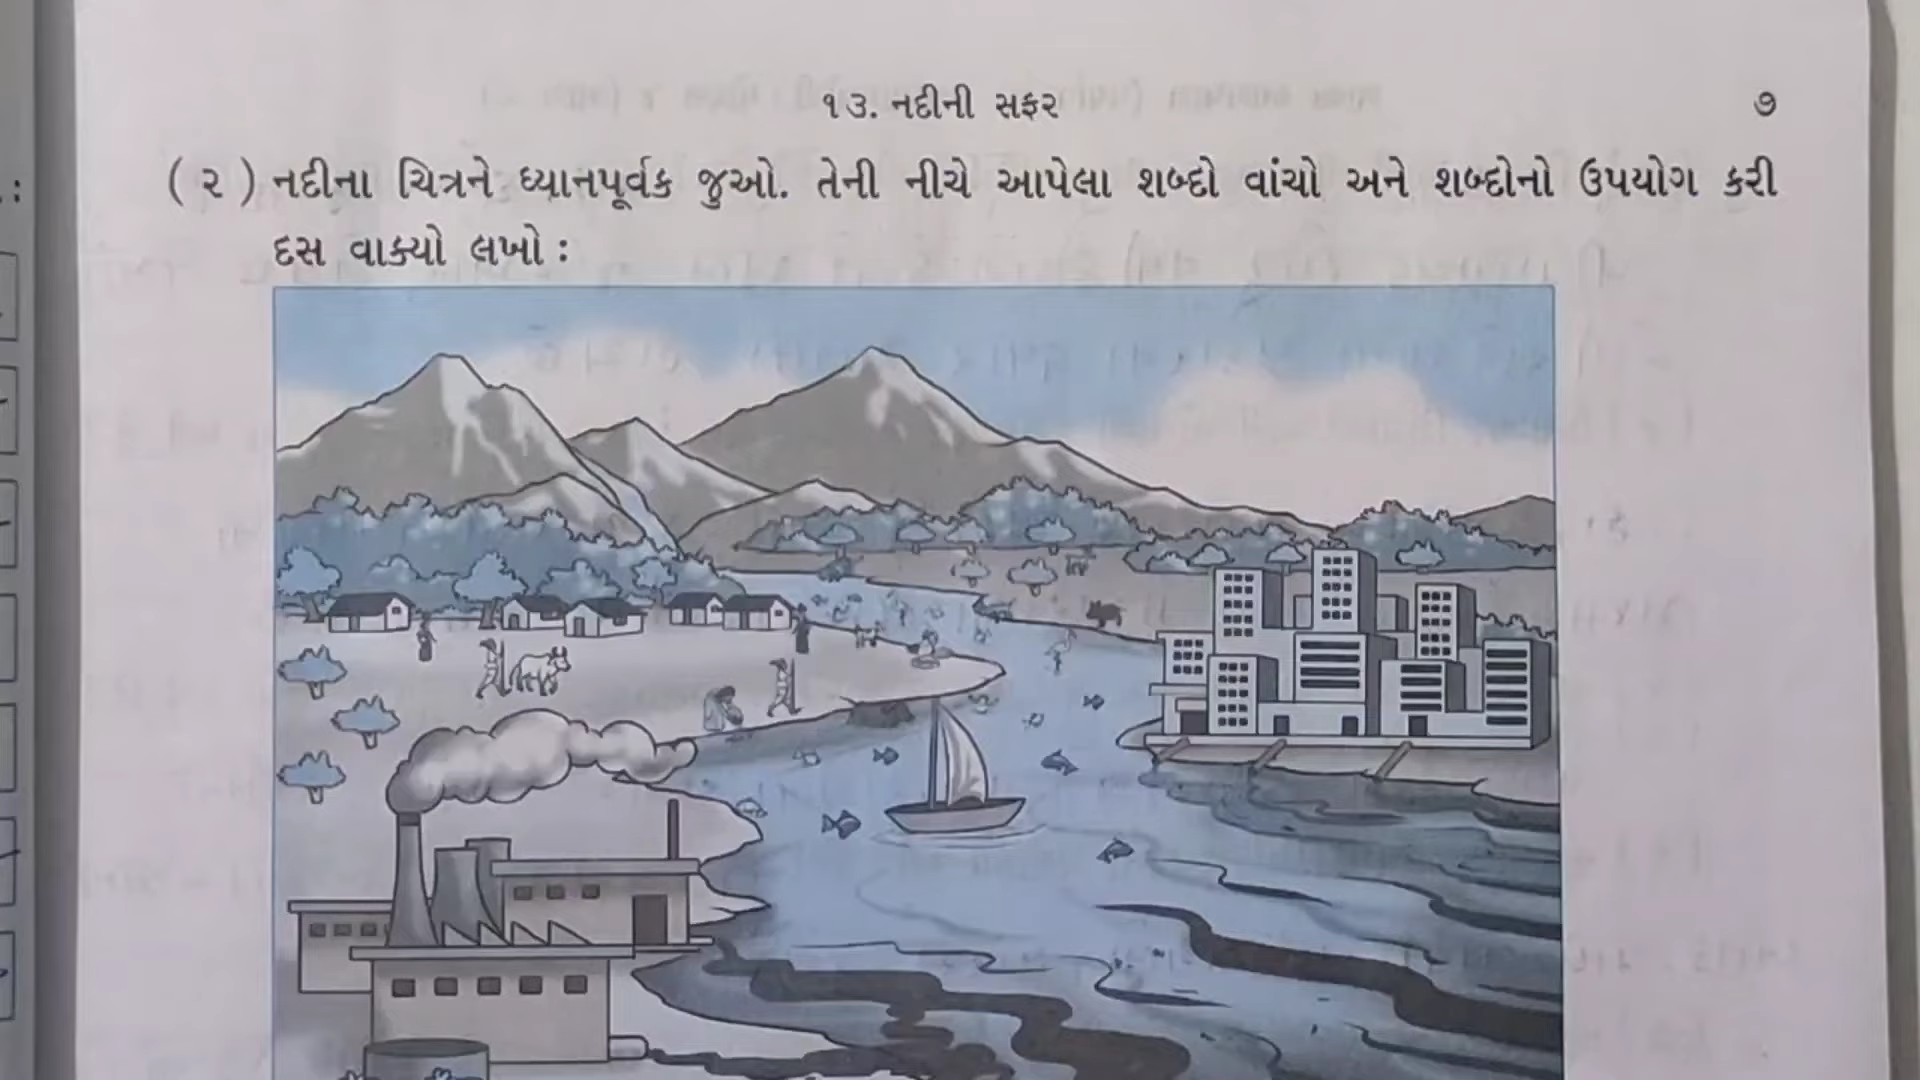 ૧૩. નદીની સફર ૭
(૨) નદીના ચિત્રને ધ્યાનપૂર્વક જુઓ. તેની નીચે આપેલા શબ્દો વાંચો અને શબ્દોનો ઉપયોગ કરી
દસ વાક્યો લખો :